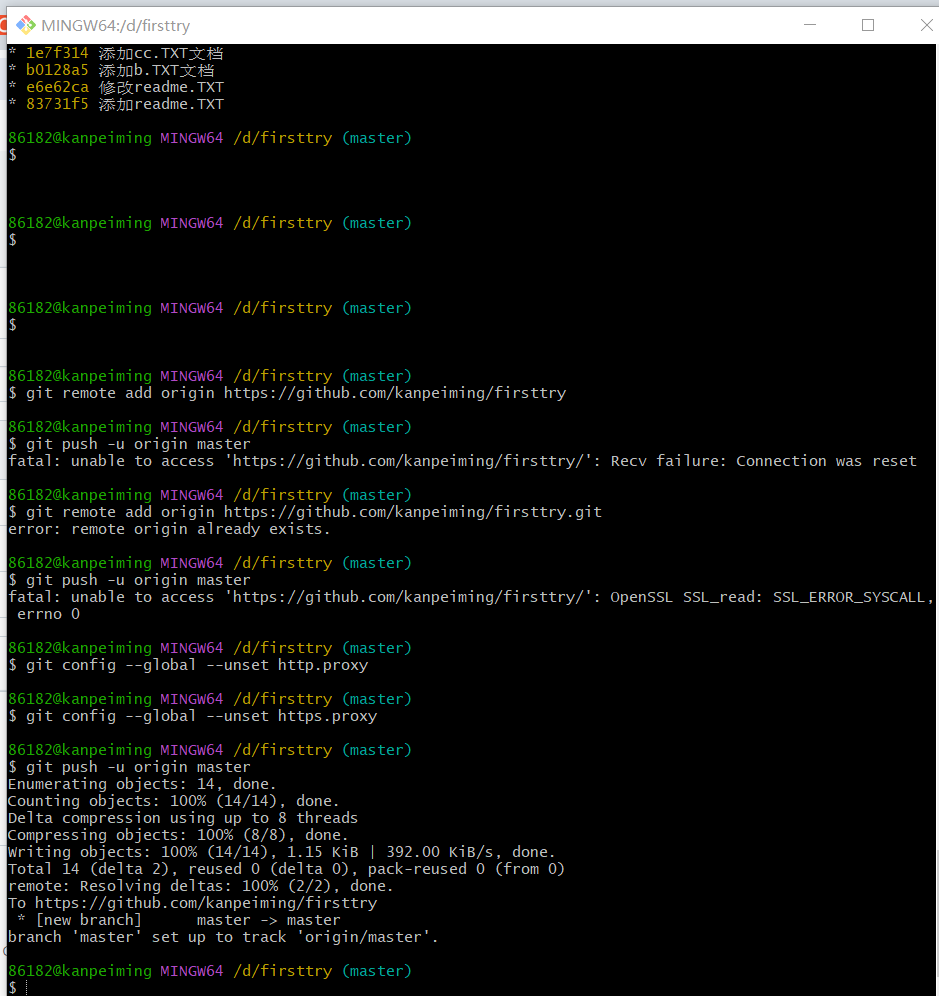 MINGW64:/d/firsttry
* 1e7f314 添加cc.TXT文档
* b0128a5 添加b.TXT文档
* e6e62ca 修改readme.TXT
* 83731f5 添加readme.TXT
86182@kanpeiming MINGW64 /d/firsttry (master)
$
86182@kanpeiming MINGW64 /d/firsttry (master)
$
86182@kanpeiming MINGW64 /d/firsttry (master)
$
86182@kanpeiming MINGW64 /d/firsttry (master)
$ git remote add origin https://github.com/kanpeiming/firsttry
86182@kanpeiming MINGW64 /d/firsttry (master)
$ git push -u origin master
fatal: unable to access 'https://github.com/kanpeiming/firsttry/': Recv failure: Connection was reset
86182@kanpeiming MINGW64 /d/firsttry (master)
$ git remote add origin https://github.com/kanpeiming/firsttry.git
error: remote origin already exists.
86182@kanpeiming MINGW64 /d/firsttry (master)
$ git push -u origin master
fatal: unable to access 'https://github.com/kanpeiming/firsttry/': OpenSSL SSL_read: SSL_ERROR_SYSCALL,
errno 0
86182@kanpeiming MINGW64 /d/firsttry (master)
$ git config --global --unset http.proxy
86182@kanpeiming MINGW64 /d/firsttry (master)
$ git config --global --unset https.proxy
86182@kanpeiming MINGW64 /d/firsttry (master)
$ git push -u origin master
Enumerating objects: 14, done.
Counting objects: 100% (14/14), done.
Delta compression using up to 8 threads
Compressing objects: 100% (8/8), done.
Writing objects: 100% (14/14), 1.15 KiB | 392.00 KiB/s, done.
Total 14 (delta 2), reused 0 (delta 0), pack-reused 0 (from 0)
remote: Resolving deltas: 100% (2/2), done.
To https://github.com/kanpeiming/firsttry
* [new branch]      master -> master
branch 'master' set up to track 'origin/master'.
86182@kanpeiming MINGW64 /d/firsttry (master)
$